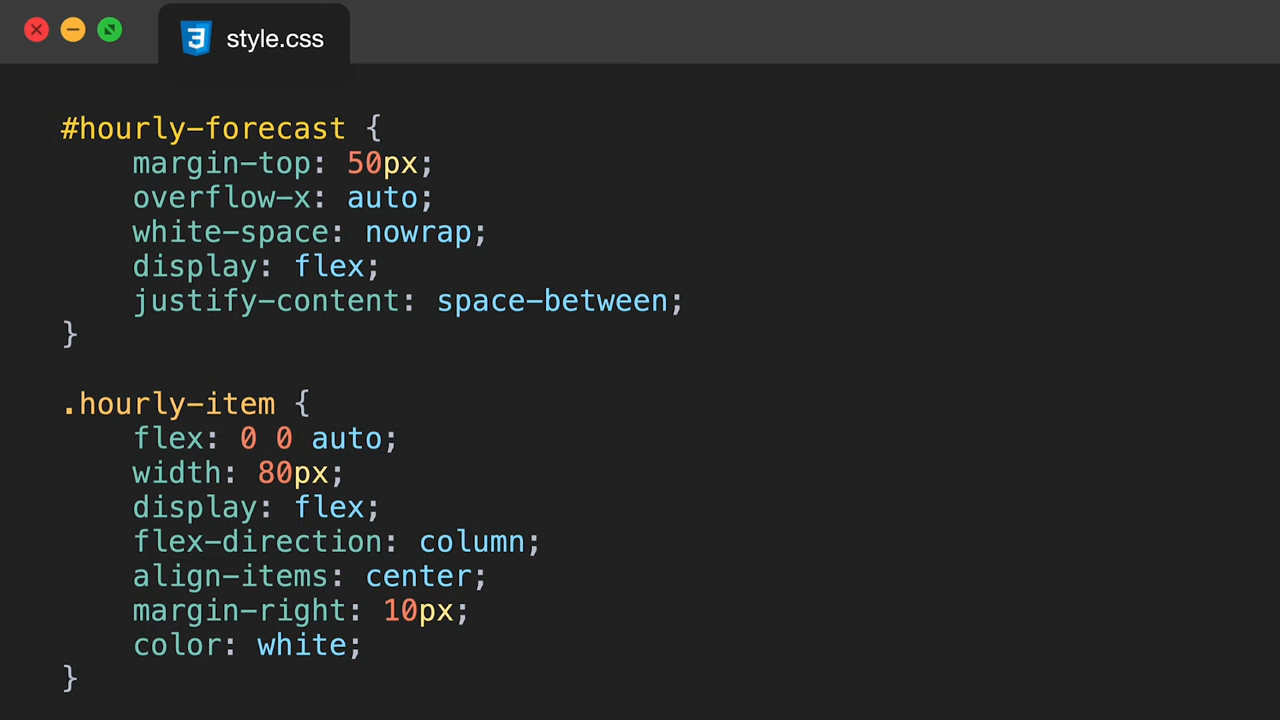 style.css
#hourly-forecast {
    margin-top: 50px;
    overflow-x: auto;
    white-space: nowrap;
    display: flex;
    justify-content: space-between;
}
.hourly-item {
    flex: 0 0 auto;
    width: 80px;
    display: flex;
    flex-direction: column;
    align-items: center;
    margin-right: 10px;
    color: white;
}